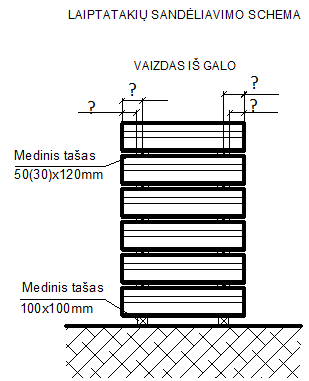 LAIPTATAKIŲ SANDĖLIAVIMO SCHEMA
VAIZDAS IŠ GALO
?
?
?
?
Medinis tašas
50(30)x120mm
Medinis tašas
100x100mm